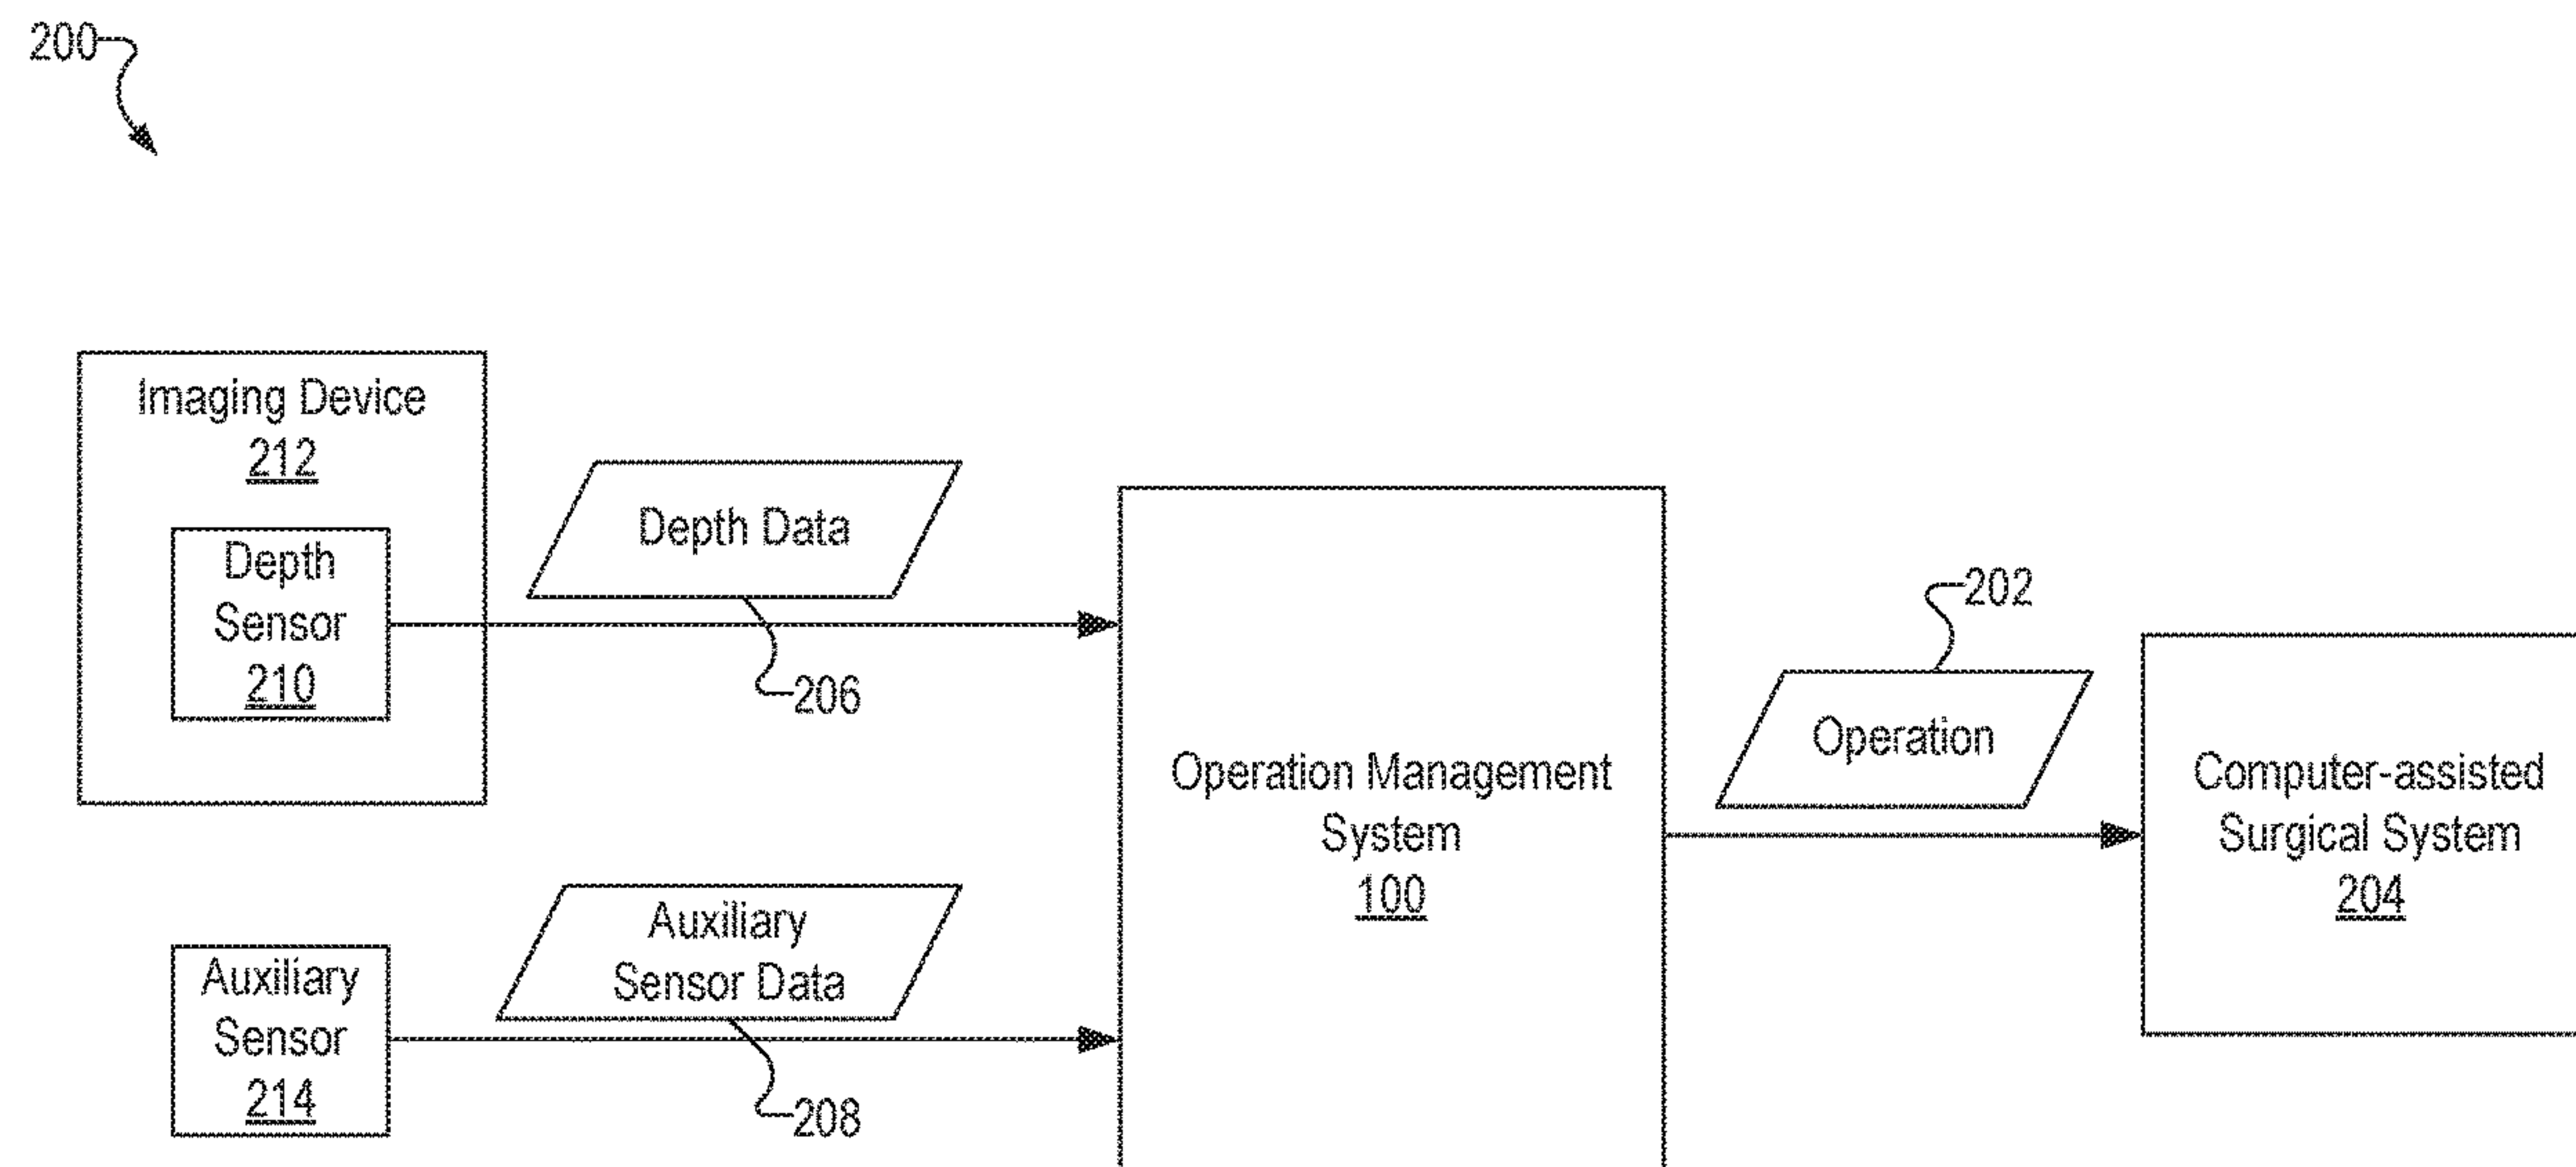 200
Imaging Device
212
Depth
Sensor
210
Depth Data
206
Auxiliary
Sensor
214
Auxiliary
Sensor Data
208
Operation Management
System
100
202
Operation
Computer-assisted
Surgical System
204